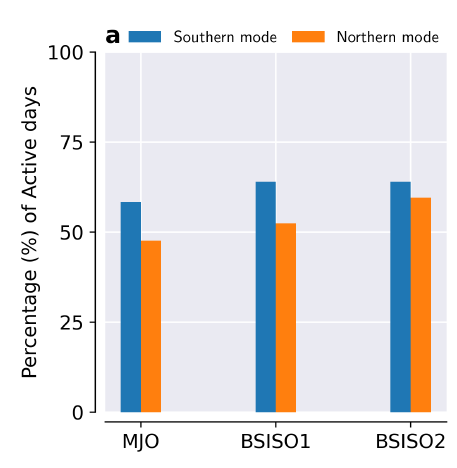 a Southern mode Northern mode
100
75
50
25
0
Percentage (%) of Active days
MJO BSISO1 BSISO2